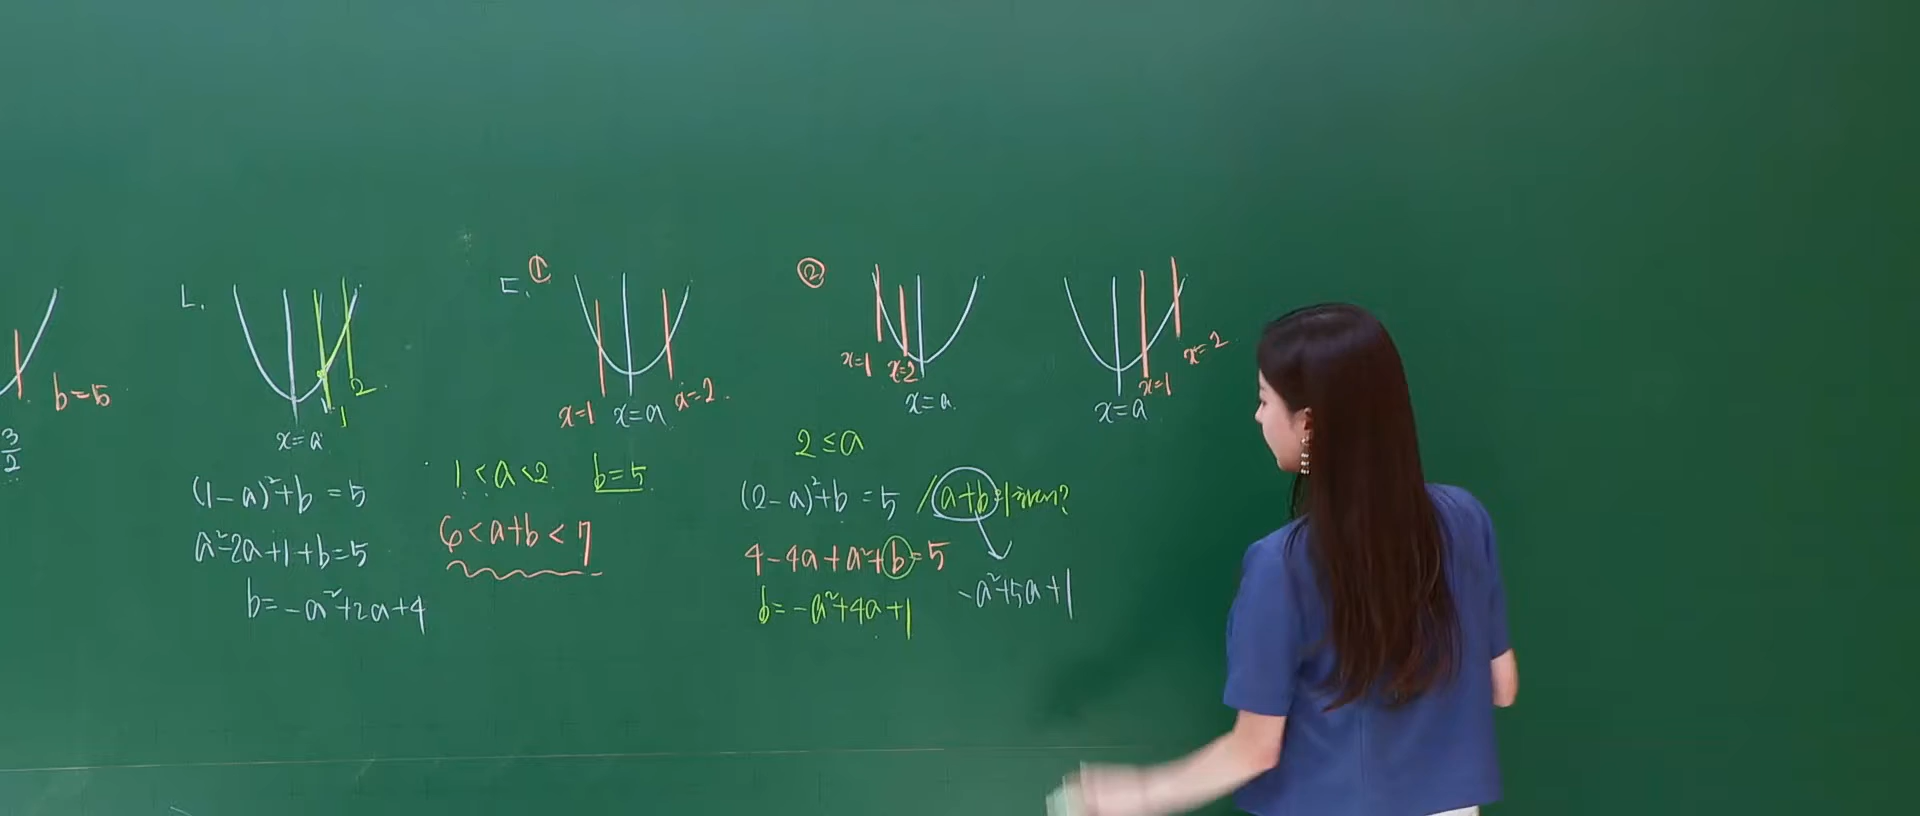 b=5
3/2
ㄴ.
1
2
x=a
(1-a)²+b=5
a²-2a+1+b=5
b=-a²+2a+4
ㄷ. ①
x=1 x=a x=2
1<a<2 b=5
6<a+b<7
②
x=1 x=2
x=a
2≤a
(2-a)²+b=5 / a+b
4-4a+a²+b=5
b=-a²+4a+1
-a²+5a+1
x=1 x=2
x=a